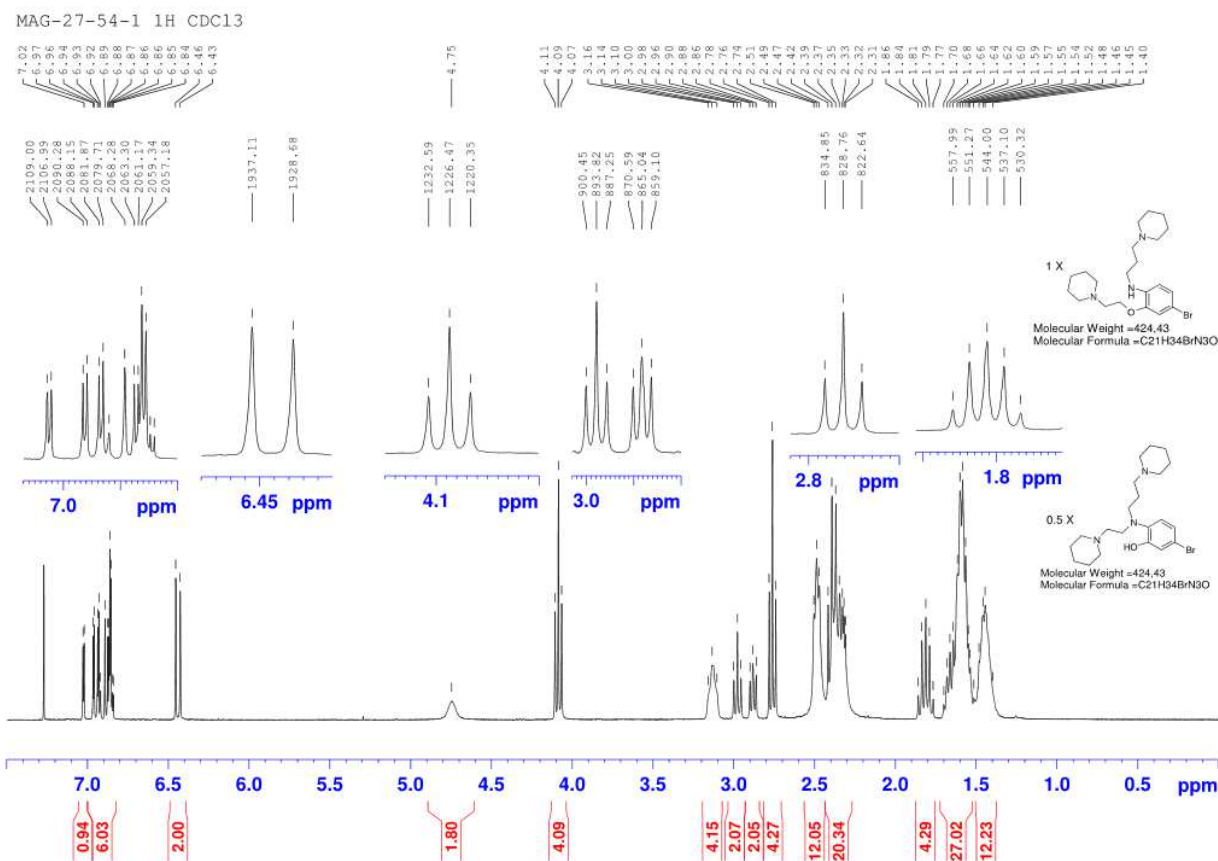 MAG-27-54-1 1H CDCl3
7.02 6.97 6.96 6.94 6.93 6.92 6.89 6.88 6.87 6.86 6.86 6.85 6.84 6.46 6.43
4.75
4.11 4.09 4.07
3.16 3.14 3.10 3.00 2.98 2.96 2.90 2.88 2.86 2.78 2.76 2.74 2.51 2.49 2.47 2.42 2.39 2.37 2.35 2.33 2.32 2.31 1.86 1.84 1.81 1.79 1.77 1.70 1.68 1.66 1.64 1.62 1.60 1.59 1.57 1.55 1.54 1.52 1.48 1.46 1.45 1.40
2109.00 2106.99 2090.28 2088.15 2081.87 2079.71 2068.28 2063.30 2061.17 2059.34 2057.18
1937.11 1928.68
1232.59 1226.47 1220.35
900.45 893.82 887.25 870.59 865.04 859.10
834.85 828.76 822.64
557.99 551.27 544.00 537.10 530.32
1 X
N
N
O
N
H
Br
Molecular Weight =424,43
Molecular Formula =C21H34BrN3O
7.0 ppm
6.45 ppm
4.1 ppm
3.0 ppm
2.8 ppm
1.8 ppm
0.5 X
N
N
N
HO
Br
Molecular Weight =424,43
Molecular Formula =C21H34BrN3O
7.0 6.5 6.0 5.5 5.0 4.5 4.0 3.5 3.0 2.5 2.0 1.5 1.0 0.5 ppm
0.94 6.03 2.00 1.80 4.09 4.15 2.07 2.05 4.27 12.05 20.34 4.29 27.02 12.23